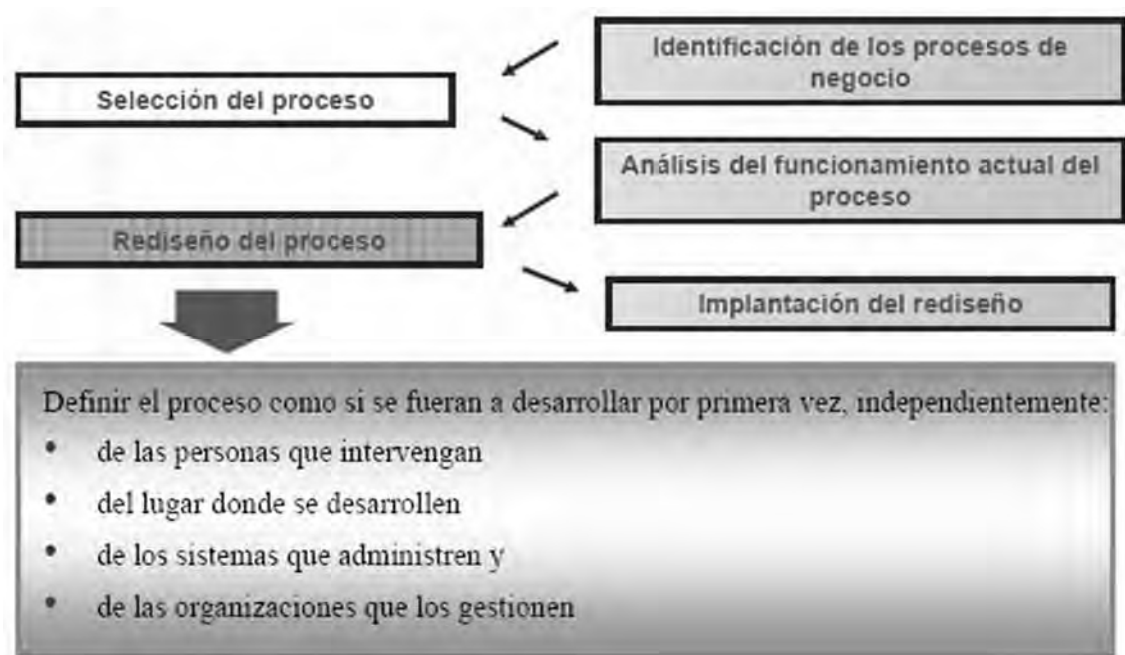 Identificación de los procesos de
negocio
Selección del proceso
Análisis del funcionamiento actual del
proceso
Rediseño del proceso
Implantación del rediseño
Definir el proceso como si se fueran a desarrollar por primera vez, independientemente:
• de las personas que intervengan
• del lugar donde se desarrollen
• de los sistemas que administren y
• de las organizaciones que los gestionen